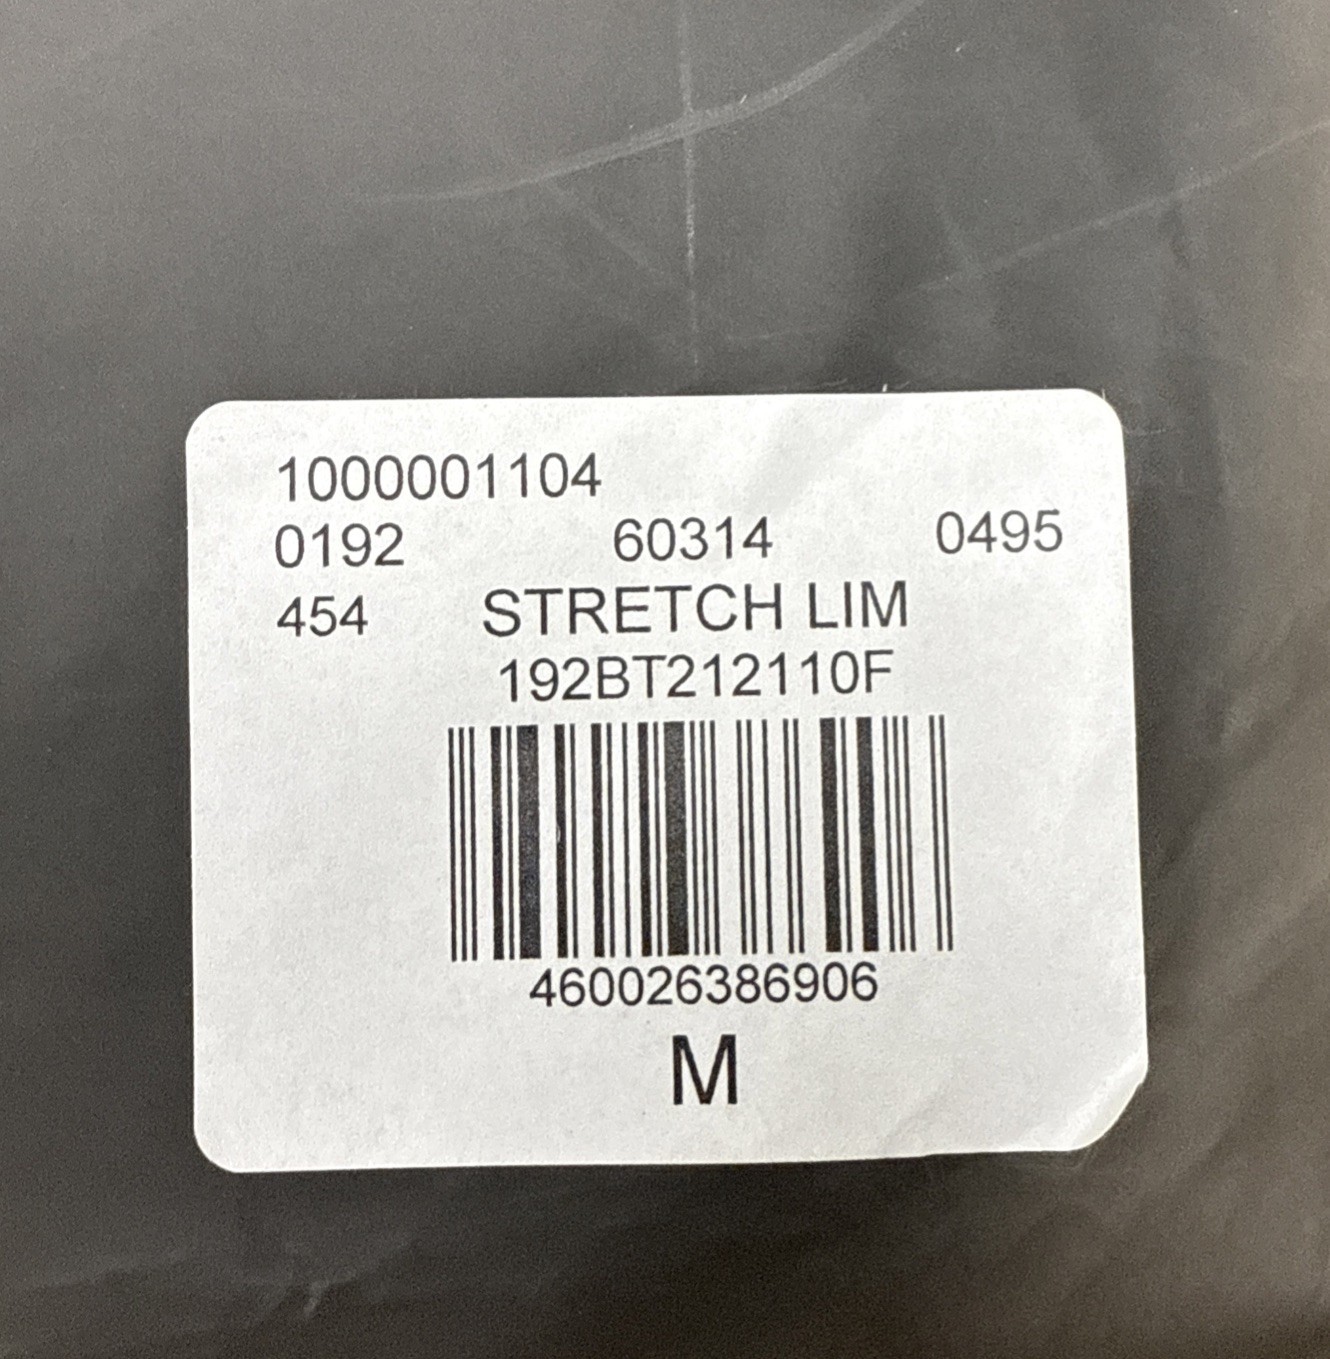 1000001104
0192 60314 0495
454 STRETCH LIM
192BT212110F
460026386906
M